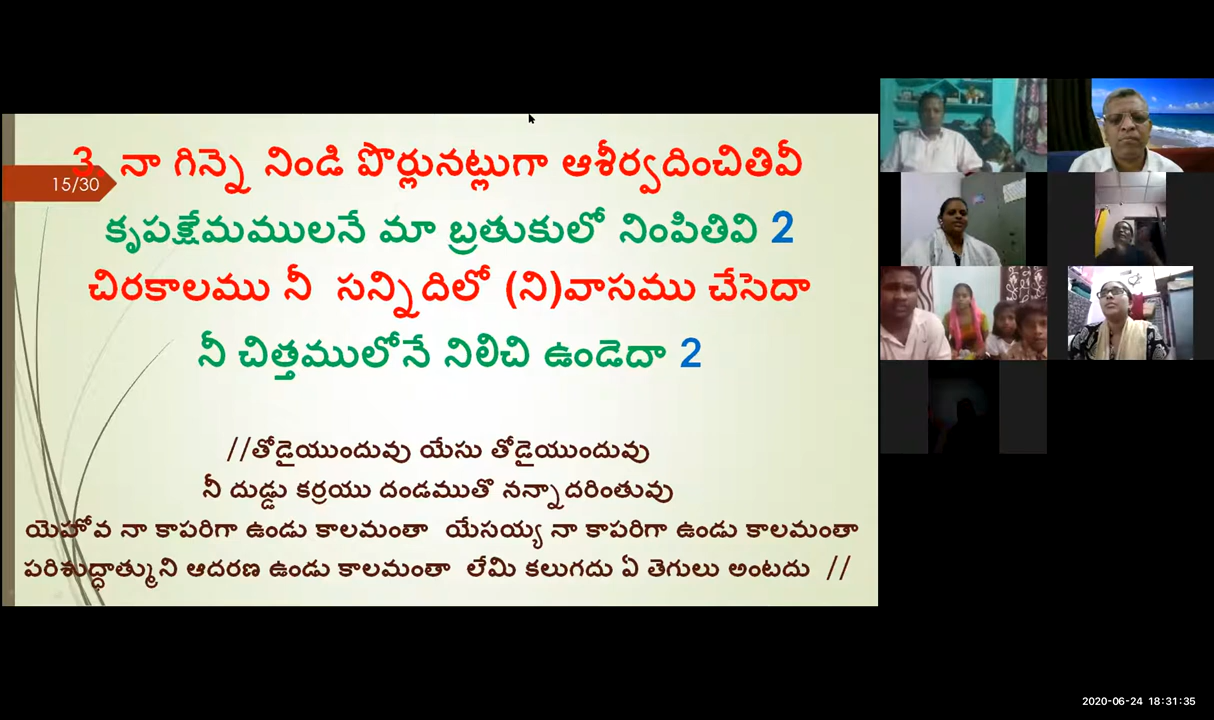 3. నా గిన్నె నిండి పొర్లునట్లుగా ఆశీర్వదించితివీ
15/30
కృపక్షేమములనే మా బ్రతుకులో నింపితివి 2
చిరకాలము నీ సన్నిదిలో (ని)వాసము చేసెదా
నీ చిత్తములోనే నిలిచి ఉండెదా 2
//తోడైయుందువు యేసు తోడైయుందువు
నీ దుడ్డు కర్రయు దండముతొ నన్నాదరింతువు
యెహోవ నా కాపరిగా ఉండు కాలమంతా యేసయ్య నా కాపరిగా ఉండు కాలమంతా
పరిశుద్ధాత్ముని ఆదరణ ఉండు కాలమంతా లేమి కలుగదు ఏ తెగులు అంటదు //
2020-06-24 18:31:35